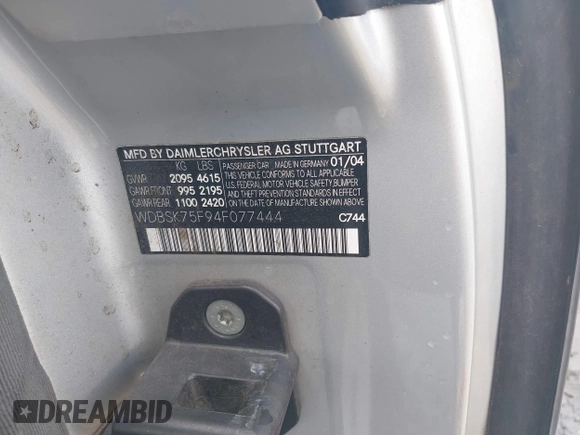 MFD BY DAIMLERCHRYSLER AG STUTTGART
KG LBS
GVWR 2095 4615
GAWR FRONT 995 2195
GAWR REAR 1100 2420
PASSENGER CAR MADE IN GERMANY 01/04
THIS VEHICLE CONFORMS TO ALL APPLICABLE
U.S. FEDERAL MOTOR VEHICLE SAFETY, BUMPER
AND THEFT PREVENTION STANDARDS IN EFFECT
ON THE DATE OF MANUFACTURE SHOWN ABOVE.
WDBSK75F94F077444
C744
DREAMBID